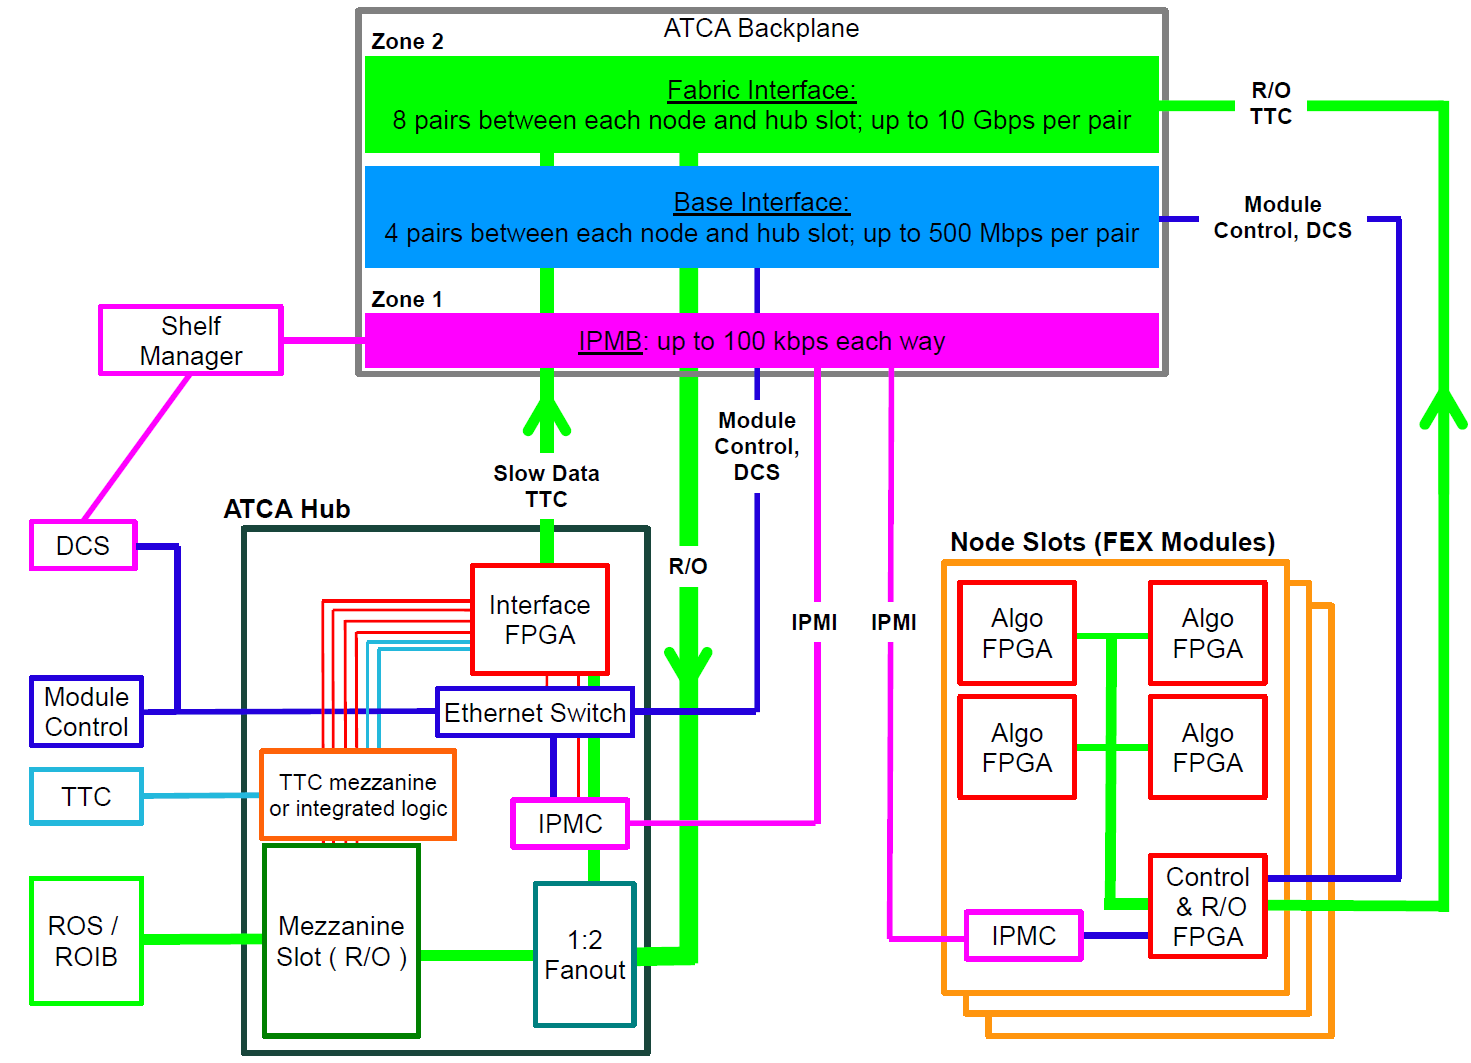 ATCA Backplane
Zone 2
Fabric Interface:
8 pairs between each node and hub slot; up to 10 Gbps per pair
R/O
TTC
Base Interface:
4 pairs between each node and hub slot; up to 500 Mbps per pair
Module
Control, DCS
Zone 1
IPMB: up to 100 kbps each way
Shelf
Manager
Module
Control,
DCS
Slow Data
TTC
ATCA Hub
DCS
R/O
Node Slots (FEX Modules)
Interface
FPGA
IPMI
IPMI
Algo
FPGA
Algo
FPGA
Module
Control
Ethernet Switch
Algo
FPGA
Algo
FPGA
TTC
TTC mezzanine
or integrated logic
IPMC
ROS /
ROIB
Mezzanine
Slot ( R/O )
1:2
Fanout
IPMC
Control
& R/O
FPGA